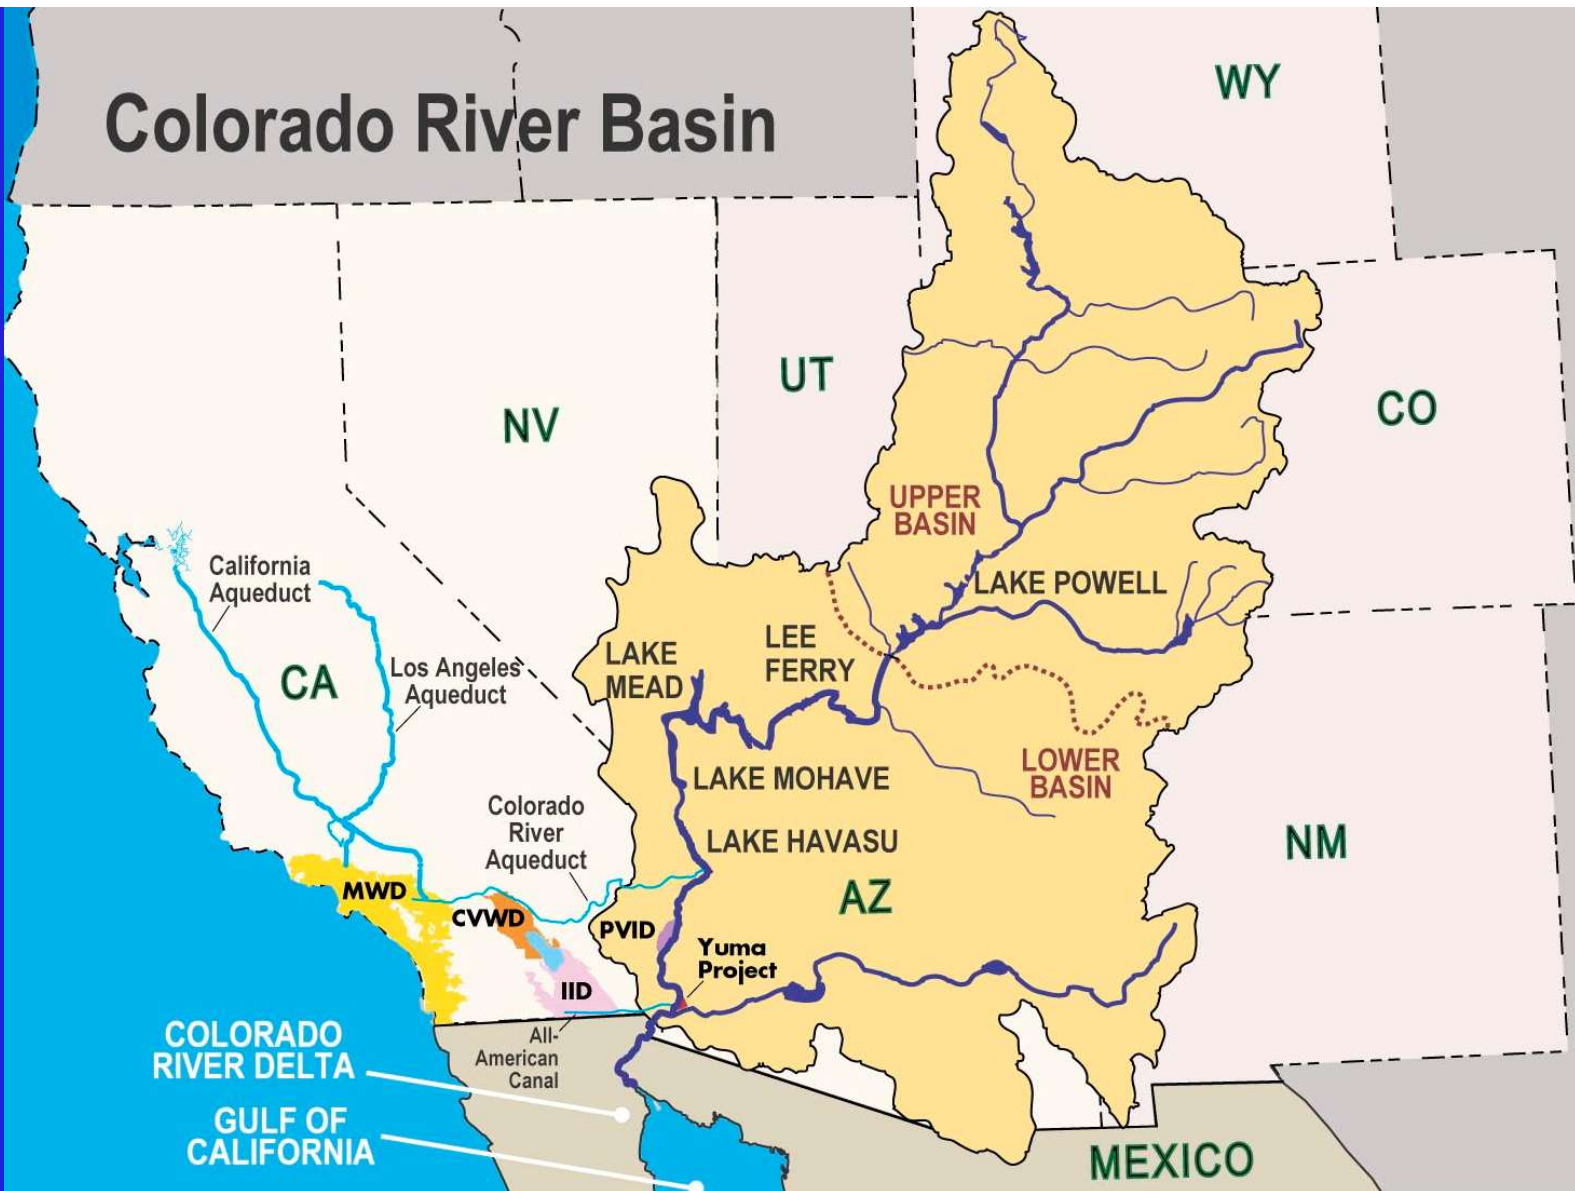 Colorado River Basin
WY
UT
CO
NV
UPPER
BASIN
California
Aqueduct
LAKE POWELL
LEE
FERRY
LAKE
MEAD
Los Angeles
Aqueduct
CA
LOWER
BASIN
LAKE MOHAVE
Colorado
River
Aqueduct
LAKE HAVASU
NM
AZ
MWD
CVWD
PVID
Yuma
Project
IID
All-
American
Canal
COLORADO
RIVER DELTA
GULF OF
CALIFORNIA
MEXICO